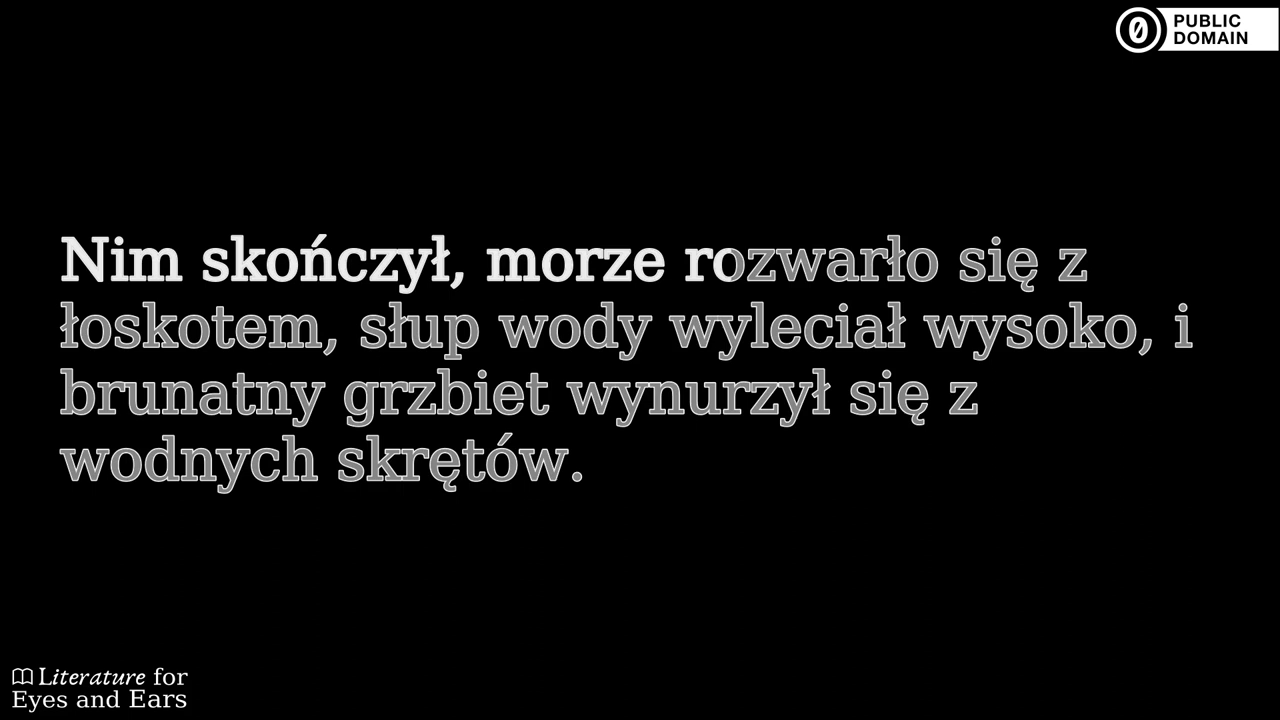 PUBLIC
DOMAIN
Nim skończył, morze rozwarło się z
łoskotem, słup wody wyleciał wysoko, i
brunatny grzbiet wynurzył się z
wodnych skrętów.
Literature for
Eyes and Ears